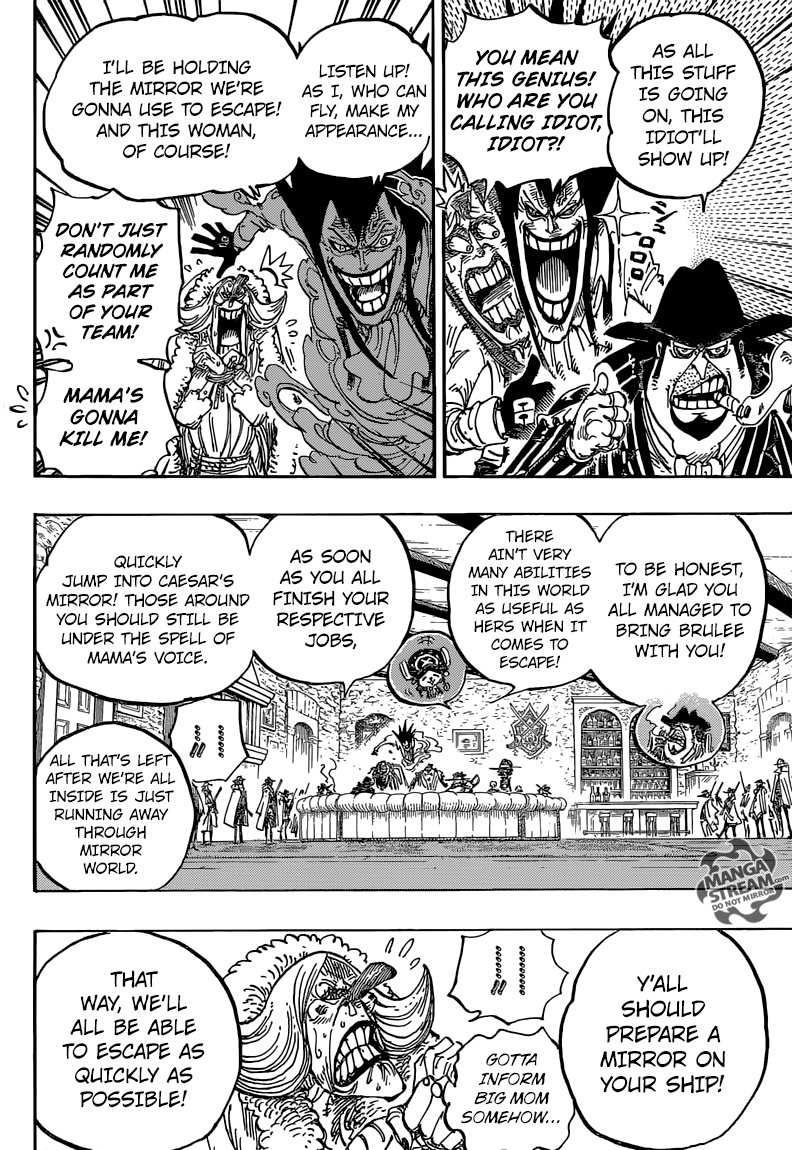 AS ALL
THIS STUFF
IS GOING
ON, THIS
IDIOT'LL
SHOW UP!
YOU MEAN
THIS GENIUS!
WHO ARE YOU
CALLING IDIOT,
IDIOT?!
LISTEN UP!
AS I, WHO CAN
FLY, MAKE MY
APPEARANCE...
I'LL BE HOLDING
THE MIRROR WE'RE
GONNA USE TO ESCAPE!
AND THIS WOMAN,
OF COURSE!
DON'T JUST
RANDOMLY
COUNT ME
AS PART
OF YOUR
TEAM!
MAMA'S
GONNA
KILL ME!
TO BE HONEST,
I'M GLAD YOU
ALL MANAGED TO
BRING BRULEE
WITH YOU!
THERE
AIN'T VERY
MANY ABILITIES
IN THIS WORLD
AS USEFUL AS
HERS WHEN IT
COMES TO
ESCAPE!
AS SOON
AS YOU ALL
FINISH YOUR
RESPECTIVE
JOBS,
QUICKLY
JUMP INTO CAESAR'S
MIRROR! THOSE AROUND
YOU SHOULD STILL BE
UNDER THE SPELL OF
MAMA'S VOICE.
ALL THAT'S LEFT
AFTER WE'RE ALL
INSIDE IS JUST
RUNNING AWAY
THROUGH
MIRROR
WORLD.
MANGA
STREAM.com
DO NOT MIRROR
Y'ALL
SHOULD
PREPARE A
MIRROR ON
YOUR SHIP!
GOTTA
INFORM
BIG MOM
SOMEHOW...
THAT
WAY, WE'LL
ALL BE ABLE
TO ESCAPE AS
QUICKLY AS
POSSIBLE!